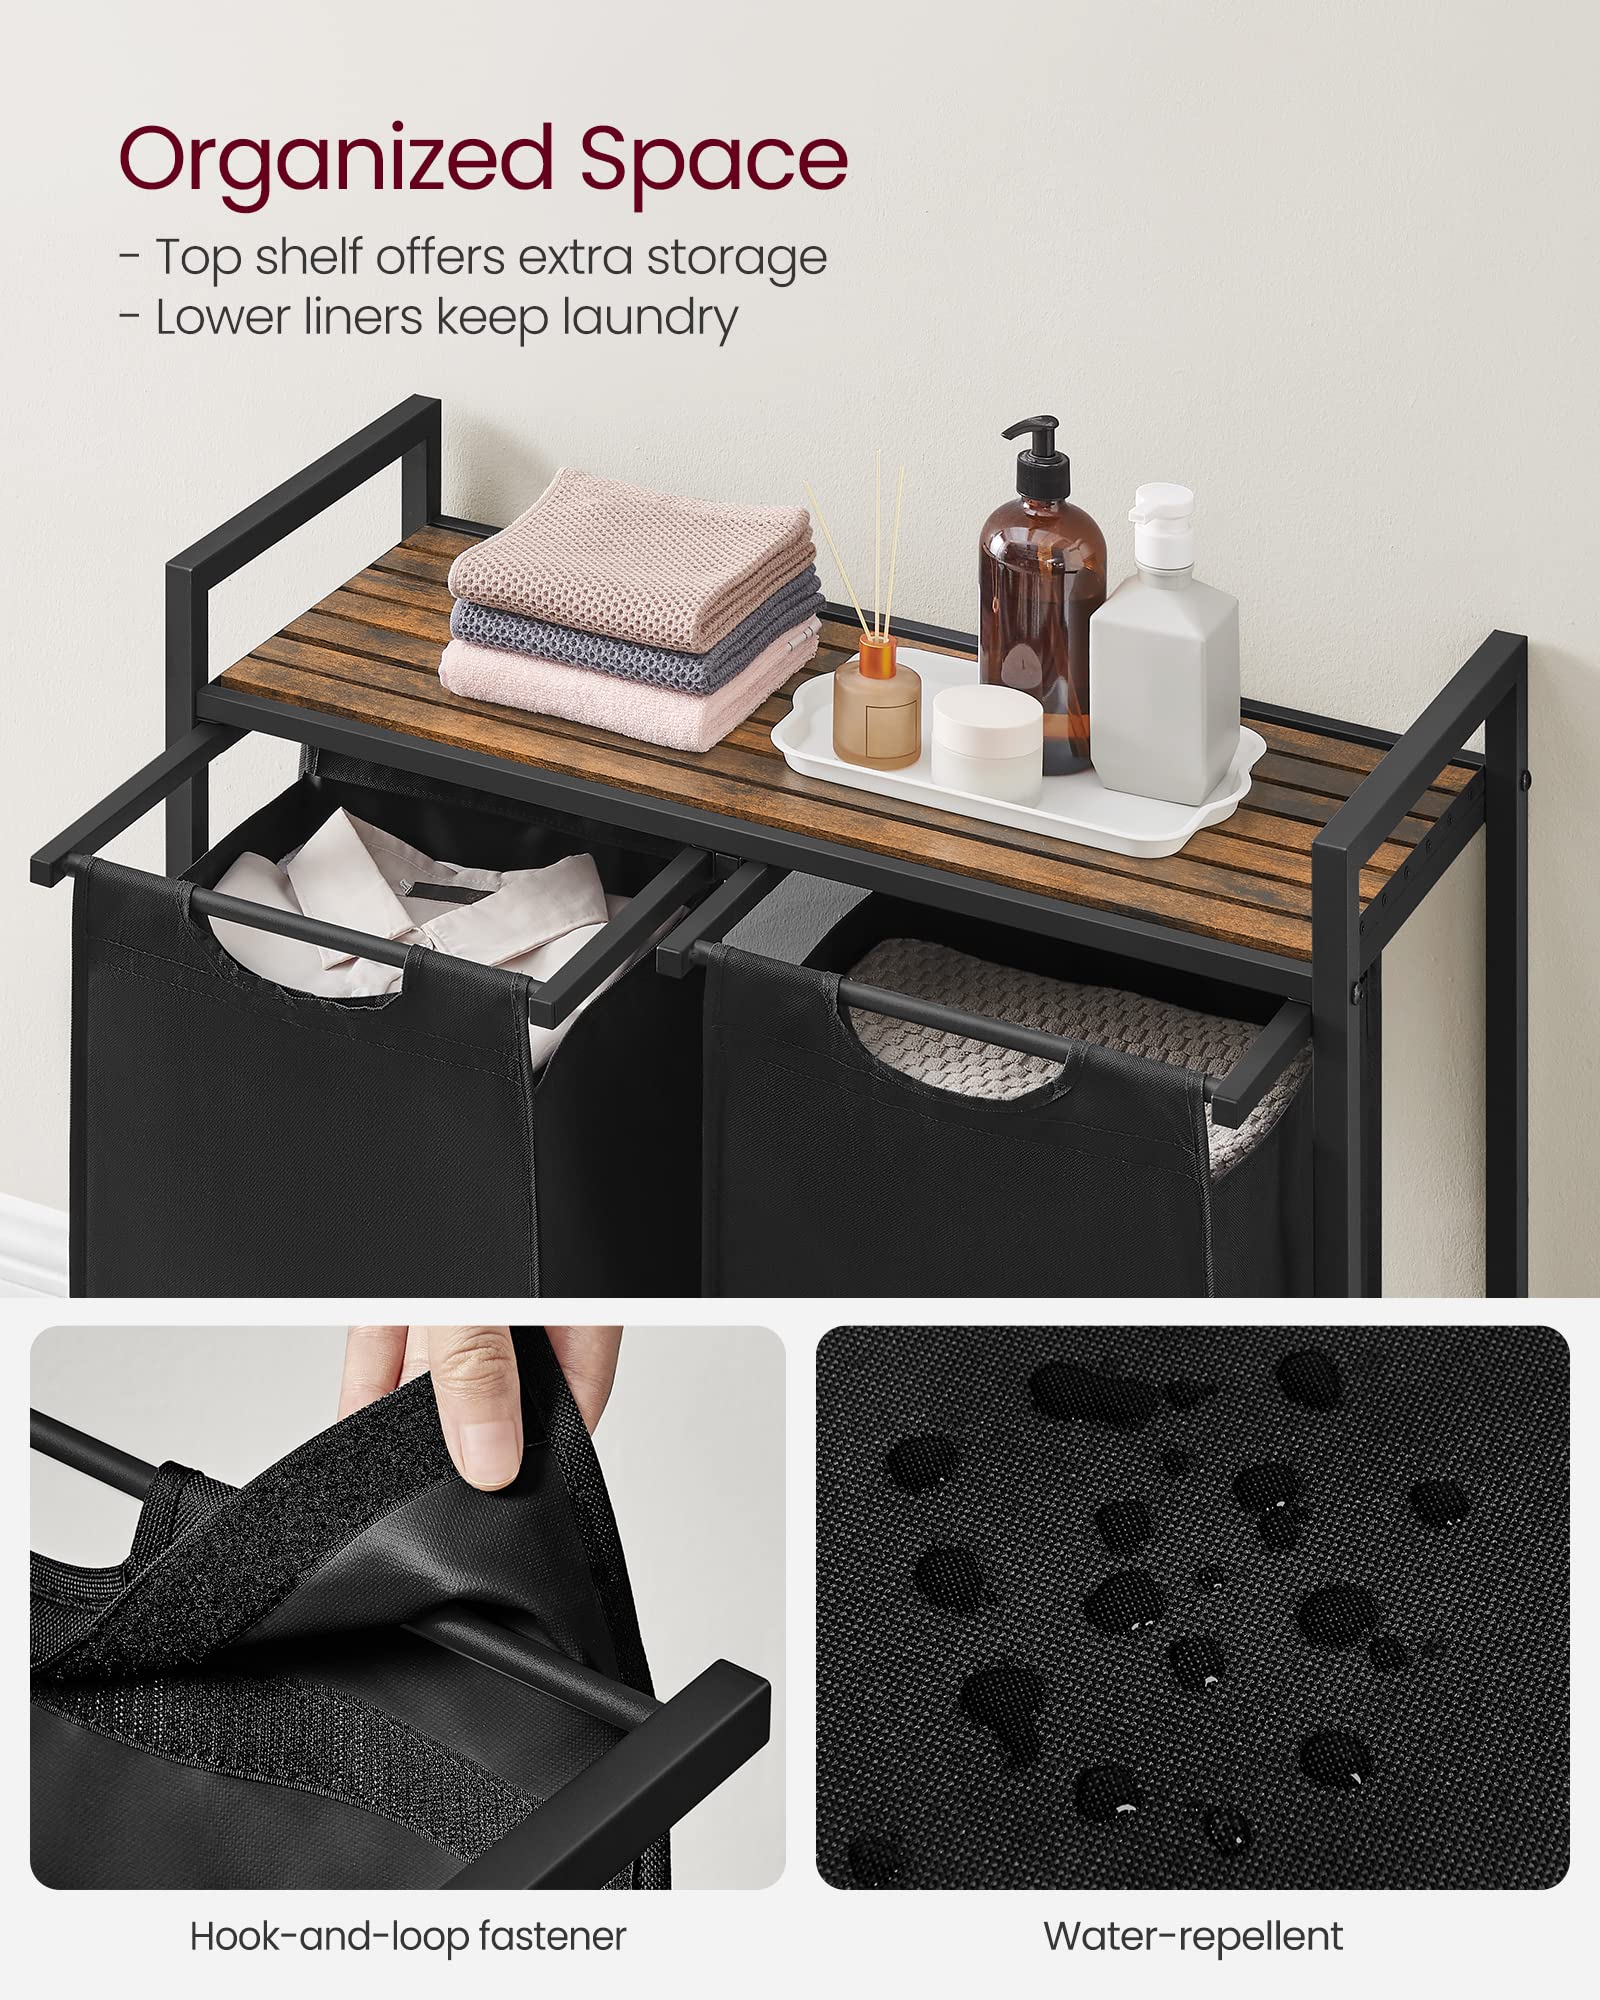 Organized Space
- Top shelf offers extra storage
- Lower liners keep laundry
Hook-and-loop fastener
Water-repellent